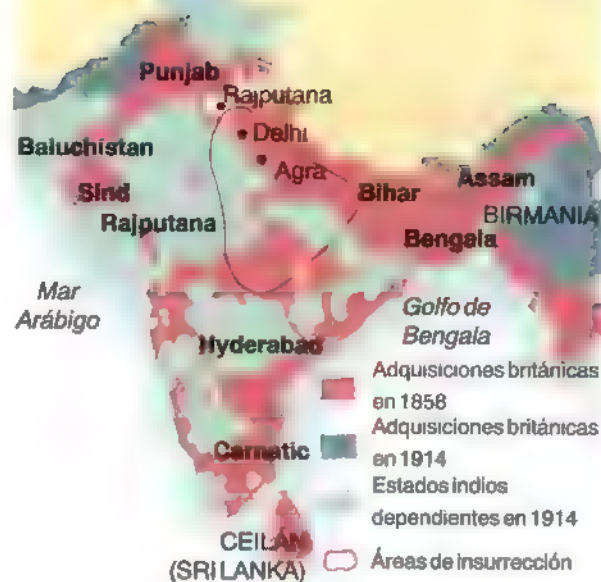 Punjab
Rajputana
Delhi
Agra
Baluchistan
Sind
Rajputana
Bihar
Assam
BIRMANIA
Bengala
Mar
Arábigo
Golfo de
Bengala
Hyderabad
Carnatic
CEILÁN
(SRI LANKA)
Adquisiciones británicas
en 1858
Adquisiciones británicas
en 1914
Estados indios
dependientes en 1914
Áreas de insurrección